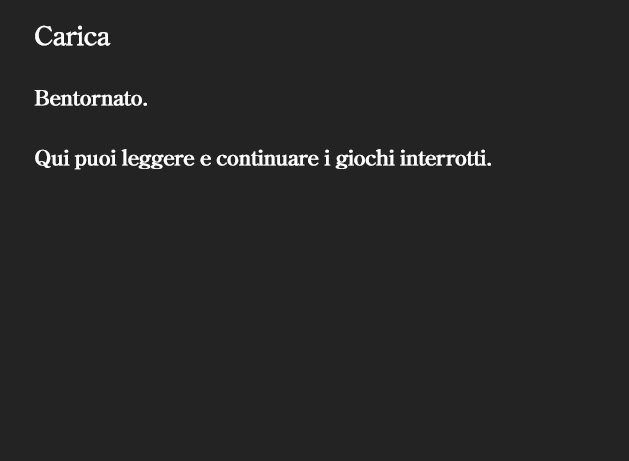 Carica
Bentornato.
Qui puoi leggere e continuare i giochi interrotti.